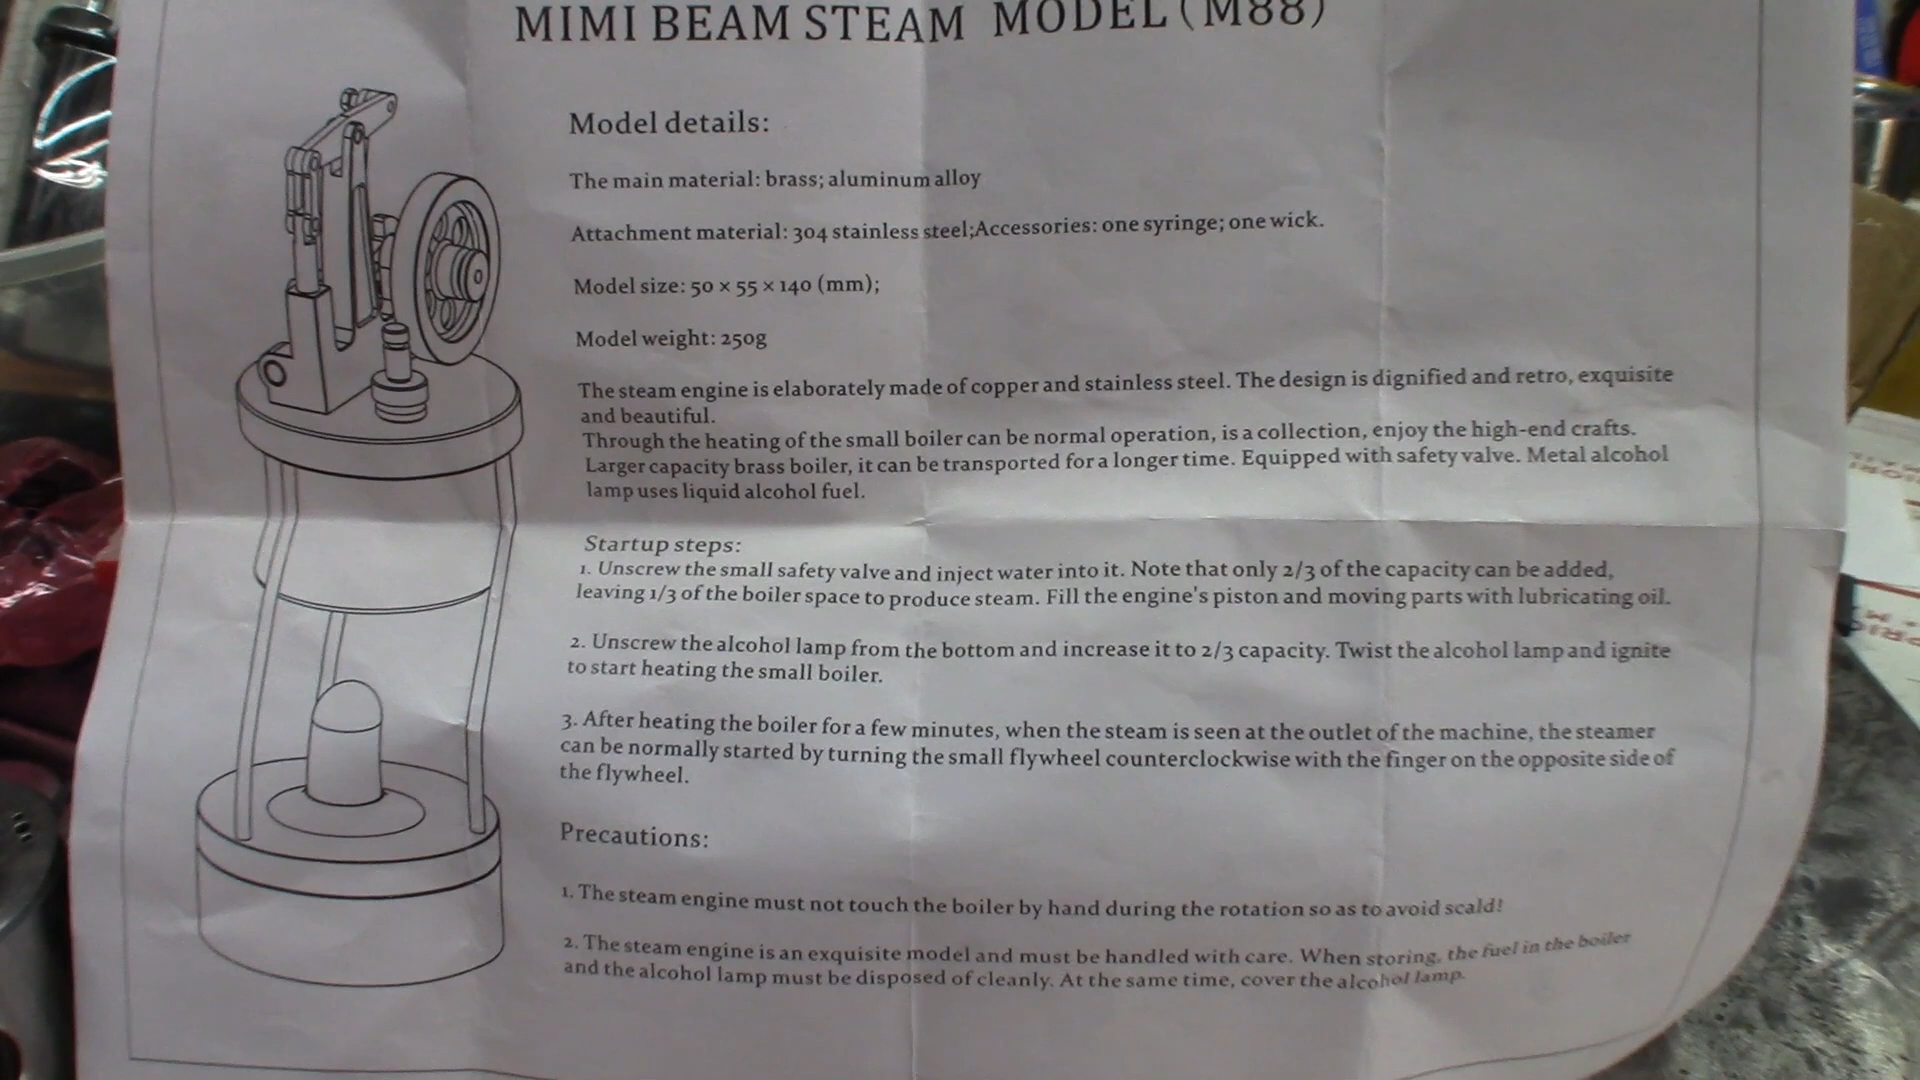 MIMI BEAM STEAM MODEL (M88)
Model details:
The main material: brass; aluminum alloy
Attachment material: 304 stainless steel;Accessories: one syringe; one wick.
Model size: 50 × 55 × 140 (mm);
Model weight: 250g
The steam engine is elaborately made of copper and stainless steel. The design is dignified and retro, exquisite
and beautiful.
Through the heating of the small boiler can be normal operation, is a collection, enjoy the high-end crafts.
Larger capacity brass boiler, it can be transported for a longer time. Equipped with safety valve. Metal alcohol
lamp uses liquid alcohol fuel.
Startup steps:
1. Unscrew the small safety valve and inject water into it. Note that only 2/3 of the capacity can be added,
leaving 1/3 of the boiler space to produce steam. Fill the engine's piston and moving parts with lubricating oil.
2. Unscrew the alcohol lamp from the bottom and increase it to 2/3 capacity. Twist the alcohol lamp and ignite
to start heating the small boiler.
3. After heating the boiler for a few minutes, when the steam is seen at the outlet of the machine, the steamer
can be normally started by turning the small flywheel counterclockwise with the finger on the opposite side of
the flywheel.
Precautions:
1. The steam engine must not touch the boiler by hand during the rotation so as to avoid scald!
2. The steam engine is an exquisite model and must be handled with care. When storing, the fuel in the boiler
and the alcohol lamp must be disposed of cleanly. At the same time, cover the alcohol lamp.